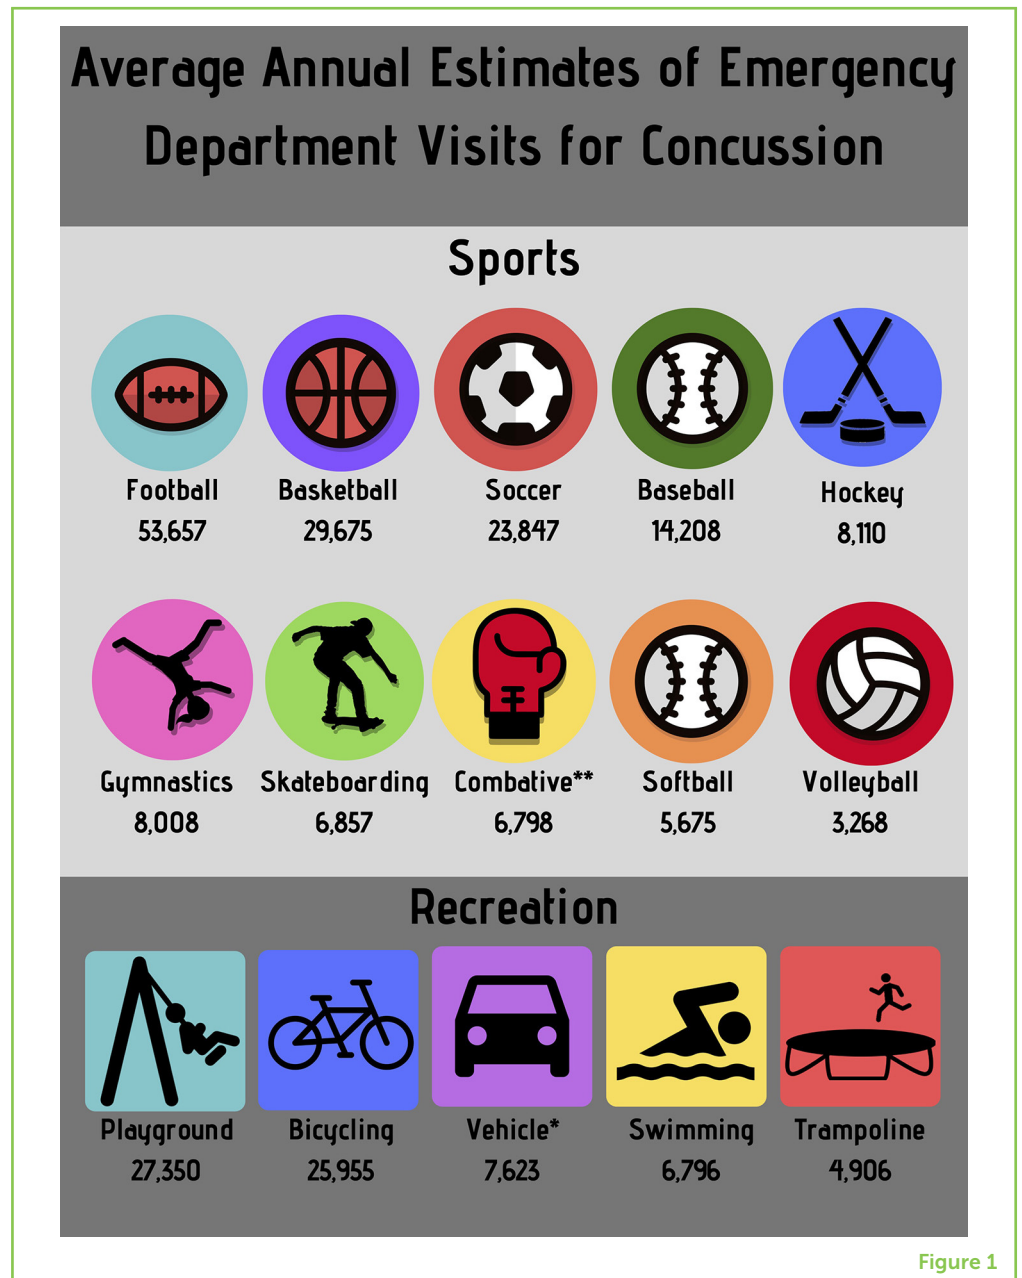 Average Annual Estimates of Emergency
Department Visits for Concussion
Sports
Football Basketball Soccer Baseball Hockey
53,657 29,675 23,847 14,208 8,110
Gymnastics Skateboarding Combative** Softball Volleyball
8,008 6,857 6,798 5,675 3,268
Recreation
Playground Bicycling Vehicle* Swimming Trampoline
27,350 25,955 7,623 6,796 4,906
Figure 1